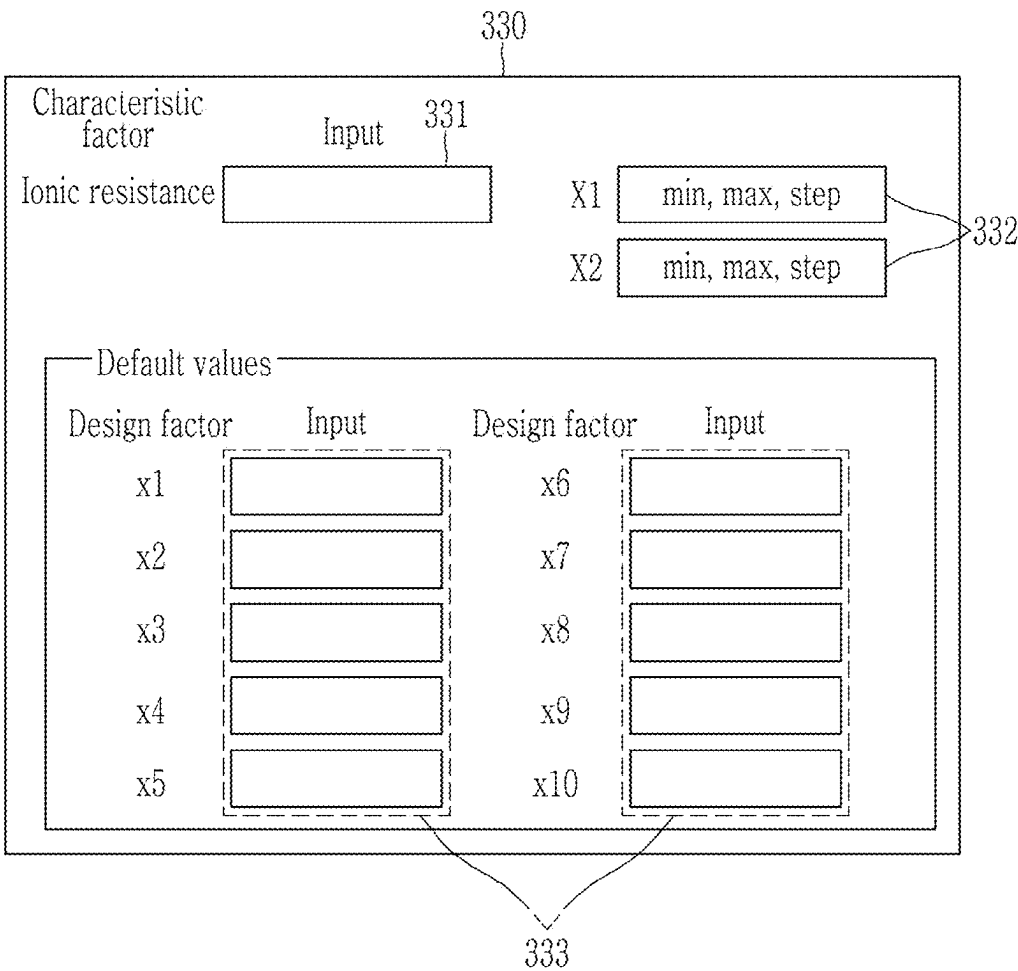 330
Characteristic
factor
Input
331
Ionic resistance
X1
min, max, step
332
X2
min, max, step
Default values
Design factor
Input
Design factor
Input
x1
x6
x2
x7
x3
x8
x4
x9
x5
x10
333